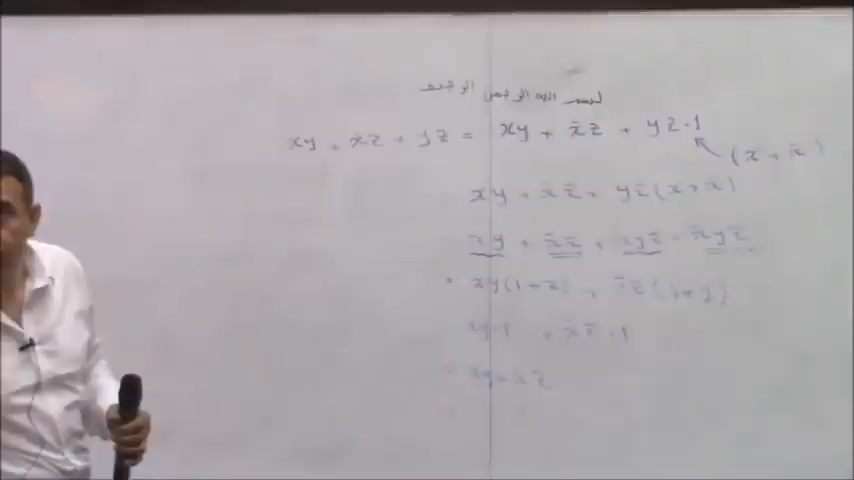 xy + x̄z + yz = xy + x̄z + yz·1
(x + x̄)
xy + x̄z + yz(x + x̄)
xy + x̄z + xyz + x̄yz
= xy(1+z) + x̄z(1+y)
xy·1 + x̄z·1
= xy + x̄z